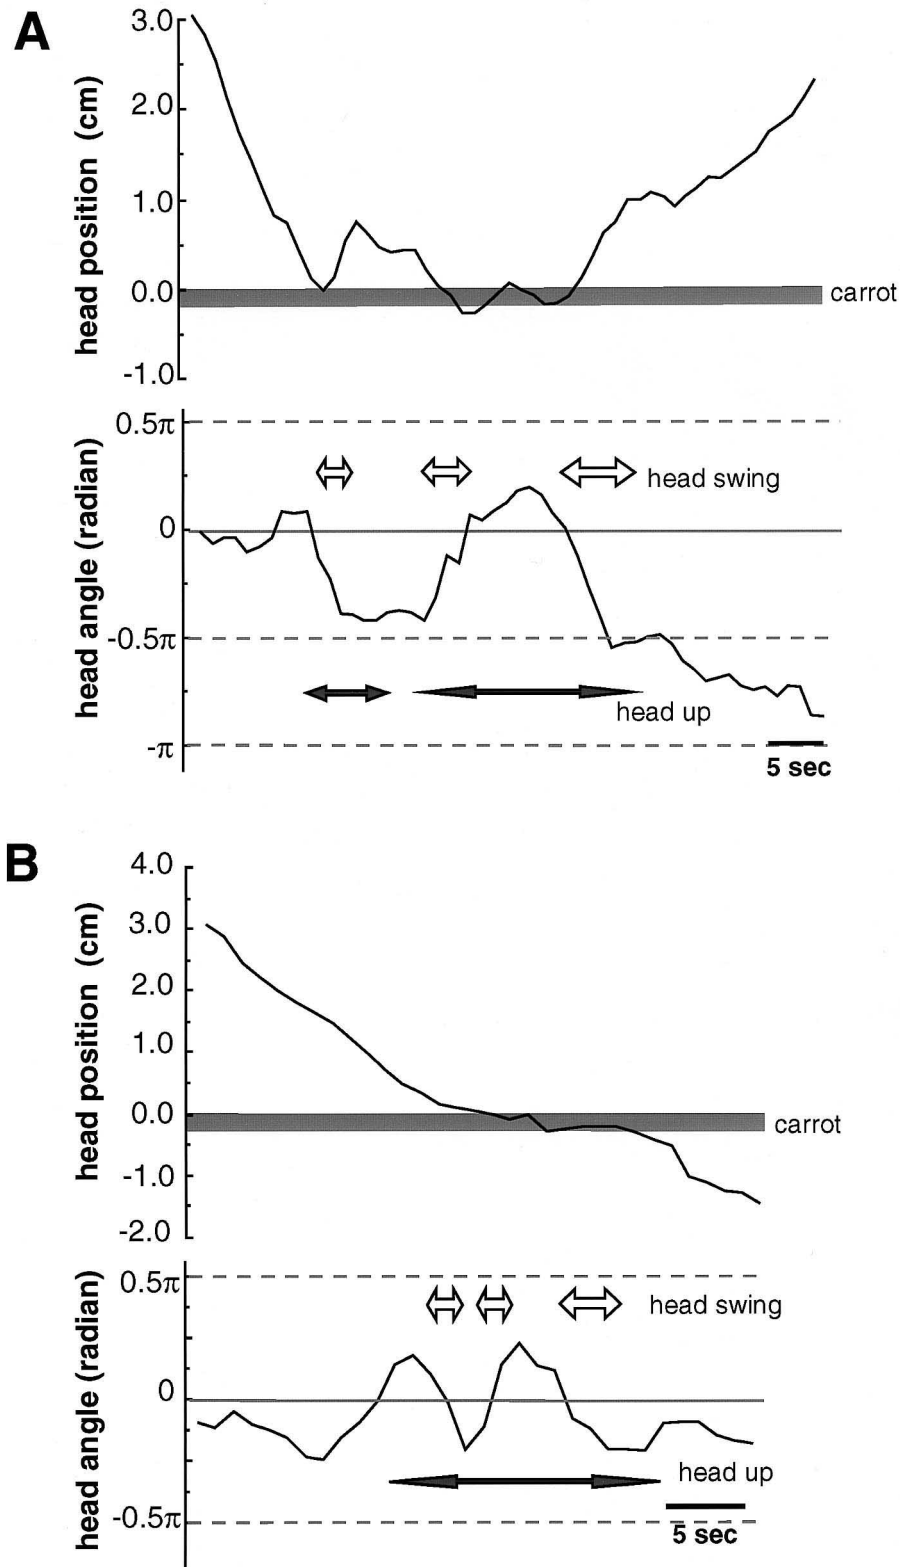 A
head position (cm)
3.0
2.0
1.0
0.0
-1.0
carrot
head angle (radian)
0.5π
0
-0.5π
-π
head swing
head up
5 sec
B
head position (cm)
4.0
3.0
2.0
1.0
0.0
-1.0
-2.0
carrot
head angle (radian)
0.5π
0
-0.5π
head swing
head up
5 sec